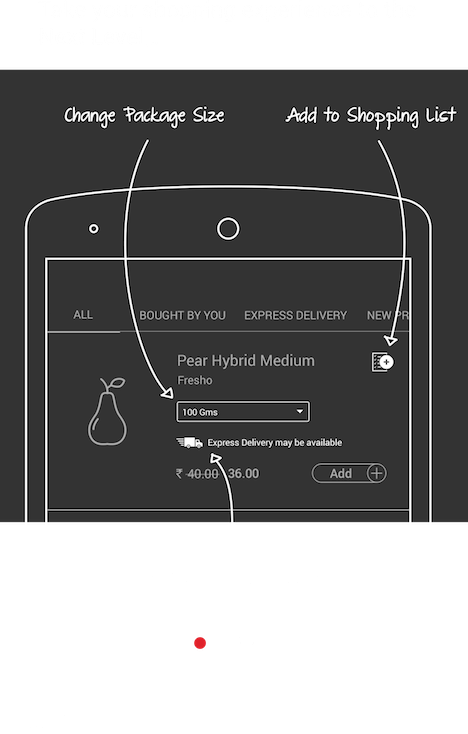 Change Package Size
Add to Shopping List
ALL BOUGHT BY YOU EXPRESS DELIVERY NEW PR
Pear Hybrid Medium
Fresho
100 Gms
Express Delivery may be available
₹ 40.00 36.00 Add